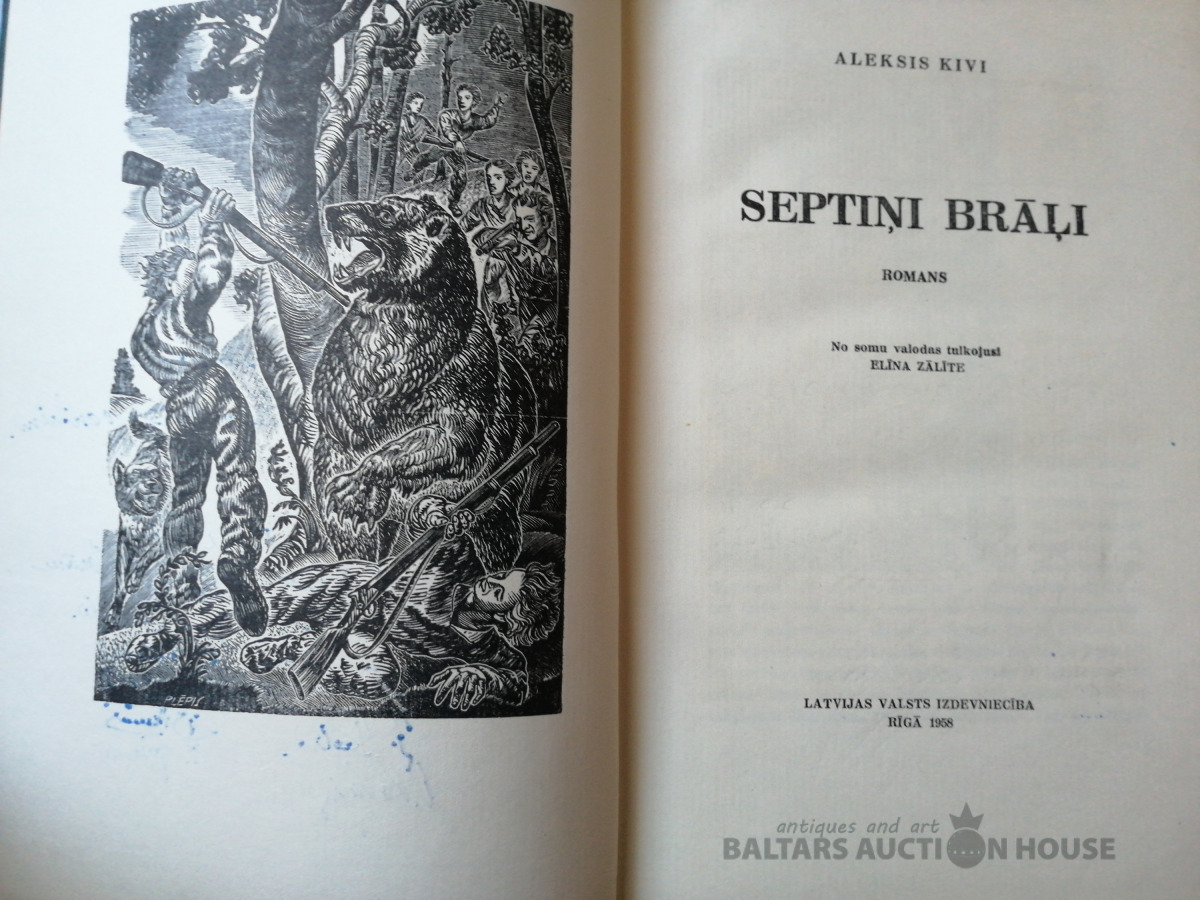 P.EPIS
ALEKSIS KIVI
SEPTIŅI BRĀĻI
ROMANS
No somu valodas tulkojusi
ELĪNA ZĀLĪTE
LATVIJAS VALSTS IZDEVNIECĪBA
RĪGĀ 1958
antiques and art
BALTARS AUCTION HOUSE